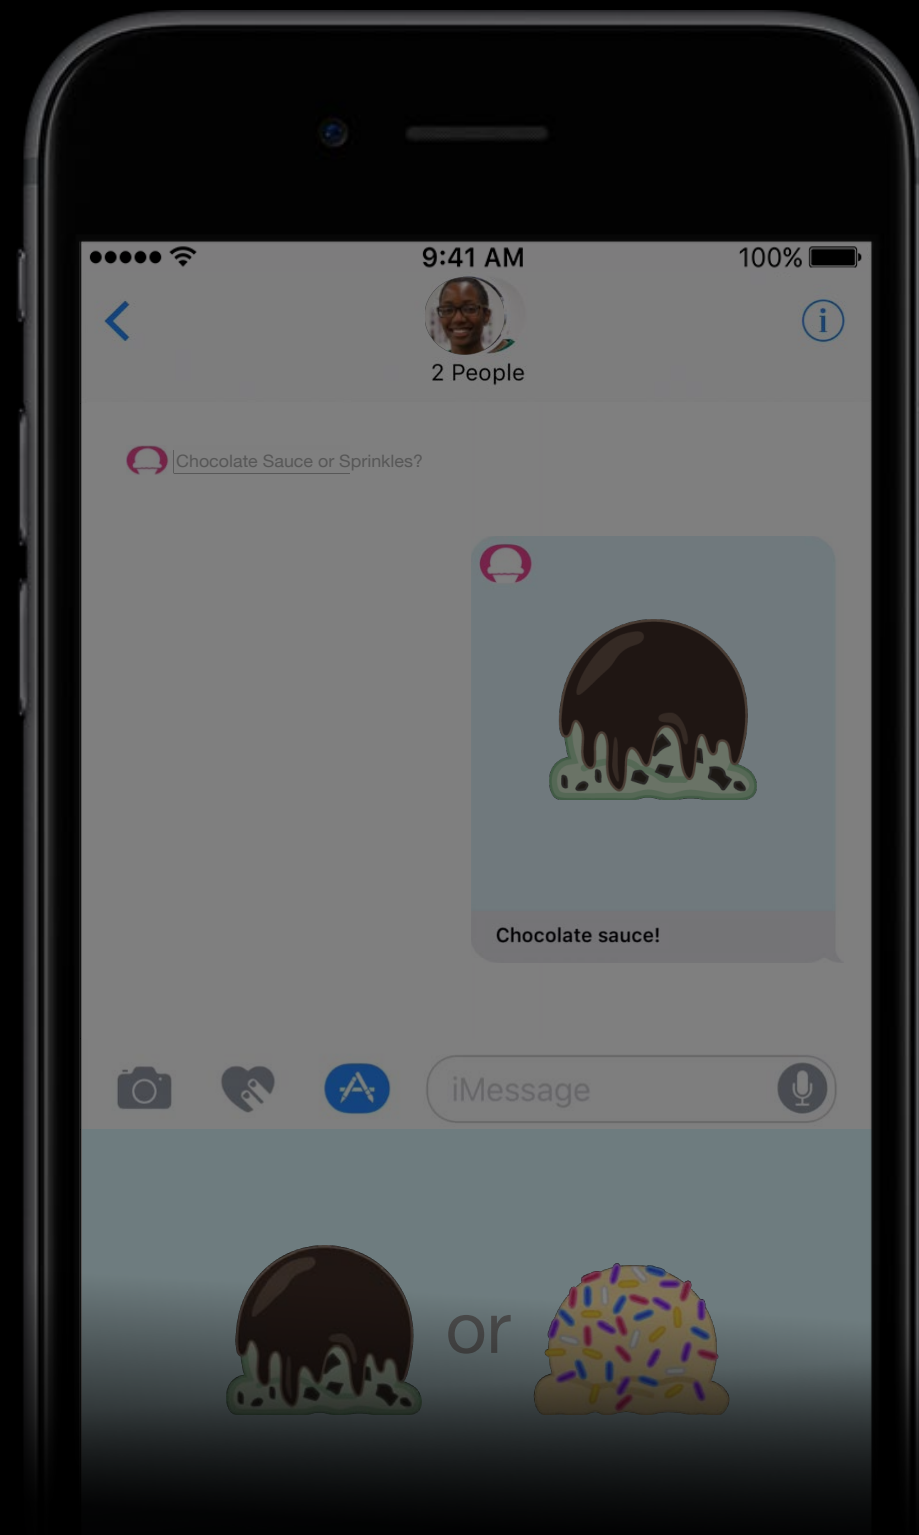 9:41 AM
100%
2 People
Chocolate Sauce or Sprinkles?
Chocolate sauce!
iMessage
or